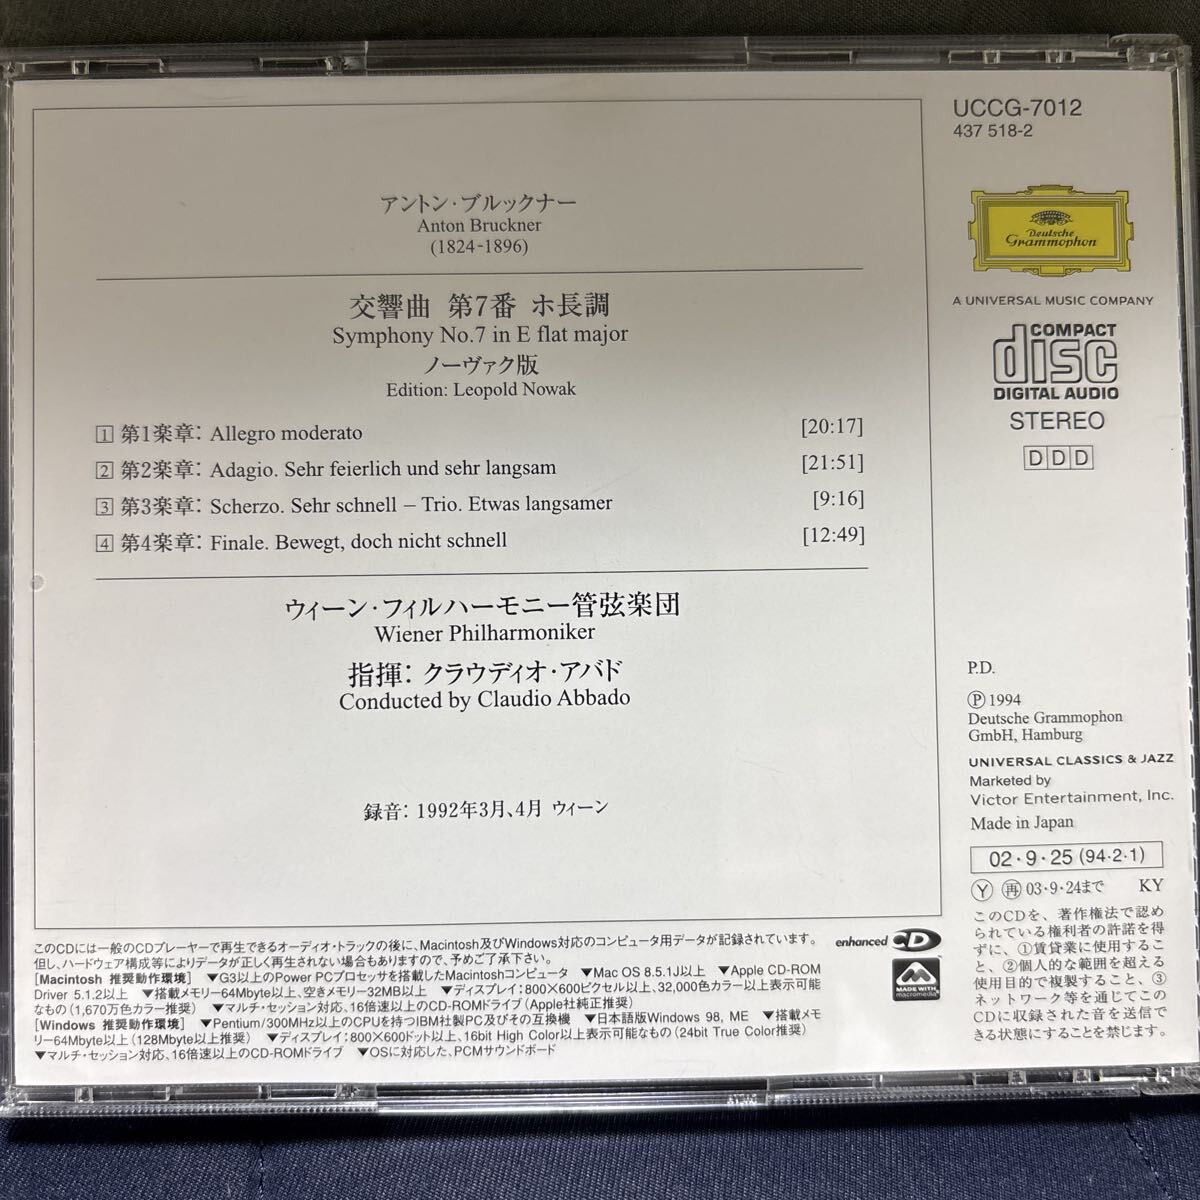 アントン・ブルックナー
Anton Bruckner
(1824-1896)
交響曲 第7番 ホ長調
Symphony No.7 in E flat major
ノーヴァク版
Edition: Leopold Nowak
1 第1楽章: Allegro moderato [20:17]
2 第2楽章: Adagio. Sehr feierlich und sehr langsam [21:51]
3 第3楽章: Scherzo. Sehr schnell – Trio. Etwas langsamer [9:16]
4 第4楽章: Finale. Bewegt, doch nicht schnell [12:49]
ウィーン・フィルハーモニー管弦楽団
Wiener Philharmoniker
指揮: クラウディオ・アバド
Conducted by Claudio Abbado
録音: 1992年3月、4月 ウィーン
このCDには一般のCDプレーヤーで再生できるオーディオ・トラックの後に、Macintosh及びWindows対応のコンピュータ用データが記録されています。
但し、ハードウェア構成等によりデータが正しく再生されない場合もありますので、予めご了承下さい。
[Macintosh 推奨動作環境] ▼G3以上のPower PCプロセッサを搭載したMacintoshコンピュータ ▼Mac OS 8.5.1J以上 ▼Apple CD-ROM
Driver 5.1.2以上 ▼搭載メモリー64Mbyte以上、空きメモリー32MB以上 ▼ディスプレイ:800×600ピクセル以上、32,000色カラー以上表示可能
なもの(1,670万色カラー推奨) ▼マルチ・セッション対応、16倍速以上のCD-ROMドライブ(Apple社純正推奨)
[Windows 推奨動作環境] ▼Pentium/300MHz以上のCPUを持つIBM社製PC及びその互換機 ▼日本語版Windows 98, ME ▼搭載メモ
リー64Mbyte以上(128Mbyte以上推奨) ▼ディスプレイ:800×600ドット以上、16bit High Color以上表示可能なもの(24bit True Color推奨)
▼マルチ・セッション対応、16倍速以上のCD-ROMドライブ ▼OSに対応した、PCMサウンドボード
enhanced CD
MADE WITH
macromedia
UCCG-7012
437 518-2
Deutsche
Grammophon
A UNIVERSAL MUSIC COMPANY
COMPACT
disc
DIGITAL AUDIO
STEREO
DDD
P.D.
Ⓟ 1994
Deutsche Grammophon
GmbH, Hamburg
UNIVERSAL CLASSICS & JAZZ
Marketed by
Victor Entertainment, Inc.
Made in Japan
02・9・25 (94・2・1)
Ⓨ 再 03・9・24まで KY
このCDを、著作権法で認め
られている権利者の許諾を得
ずに、①賃貸業に使用するこ
と、②個人的な範囲を超える
使用目的で複製すること、③
ネットワーク等を通じてこの
CDに収録された音を送信で
きる状態にすることを禁じます。